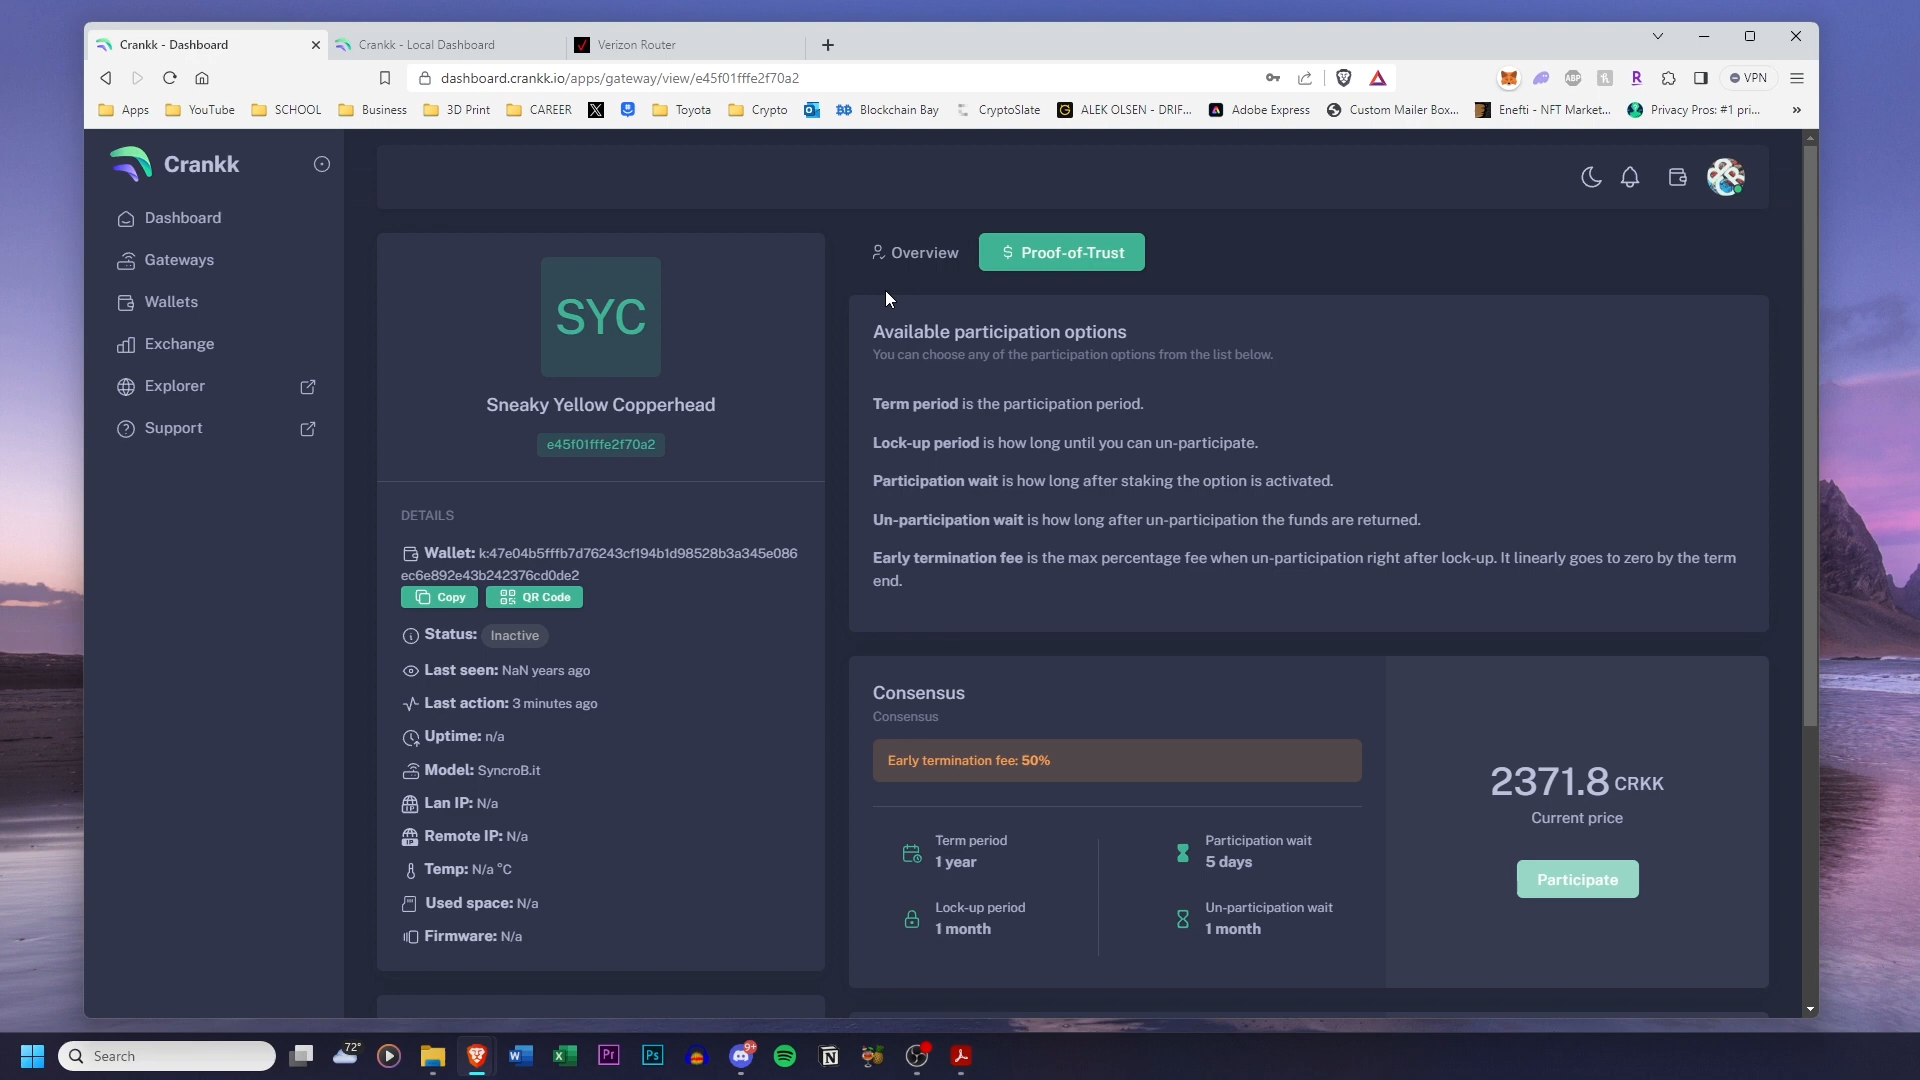 Crankk - Dashboard
Crankk - Local Dashboard
Verizon Router
dashboard.crankk.io/apps/gateway/view/e45f01fffe2f70a2
ABP
R
VPN
Apps
YouTube
SCHOOL
Business
3D Print
CAREER
Toyota
Crypto
Blockchain Bay
CryptoSlate
ALEK OLSEN - DRIF...
Adobe Express
Custom Mailer Box...
Enefti - NFT Market...
Privacy Pros: #1 pri...
Crankk
Dashboard
Gateways
Wallets
Exchange
Explorer
Support
SYC
Sneaky Yellow Copperhead
e45f01fffe2f70a2
DETAILS
Wallet: k:47e04b5fffb7d76243cf194b1d98528b3a345e086
ec6e892e43b242376cd0de2
Copy
QR Code
Status: Inactive
Last seen: NaN years ago
Last action: 3 minutes ago
Uptime: n/a
Model: SyncroB.it
Lan IP: N/a
Remote IP: N/a
Temp: N/a °C
Used space: N/a
Firmware: N/a
Overview
$ Proof-of-Trust
Available participation options
You can choose any of the participation options from the list below.
Term period is the participation period.
Lock-up period is how long until you can un-participate.
Participation wait is how long after staking the option is activated.
Un-participation wait is how long after un-participation the funds are returned.
Early termination fee is the max percentage fee when un-participation right after lock-up. It linearly goes to zero by the term
end.
Consensus
Consensus
Early termination fee: 50%
Term period
1 year
Participation wait
5 days
Lock-up period
1 month
Un-participation wait
1 month
2371.8 CRKK
Current price
Participate
Search
72°
W
X
Pr
Ps
9+
N